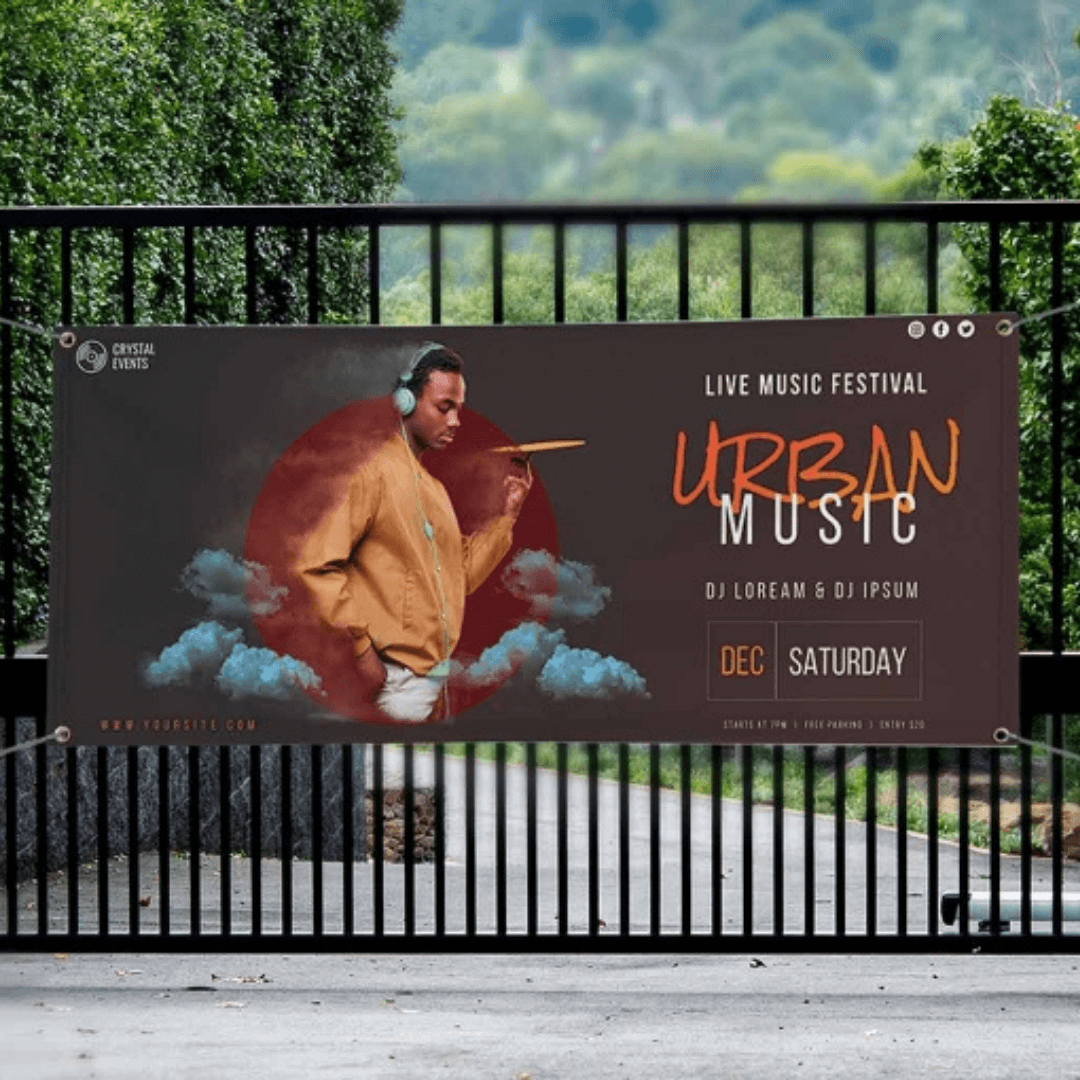 CRYSTAL
EVENTS
LIVE MUSIC FESTIVAL
URBAN
MUSIC
DJ LOREAM & DJ IPSUM
DEC SATURDAY
WWW.YOURSITE.COM
STARTS AT 7PM | FREE PARKING | ENTRY $20